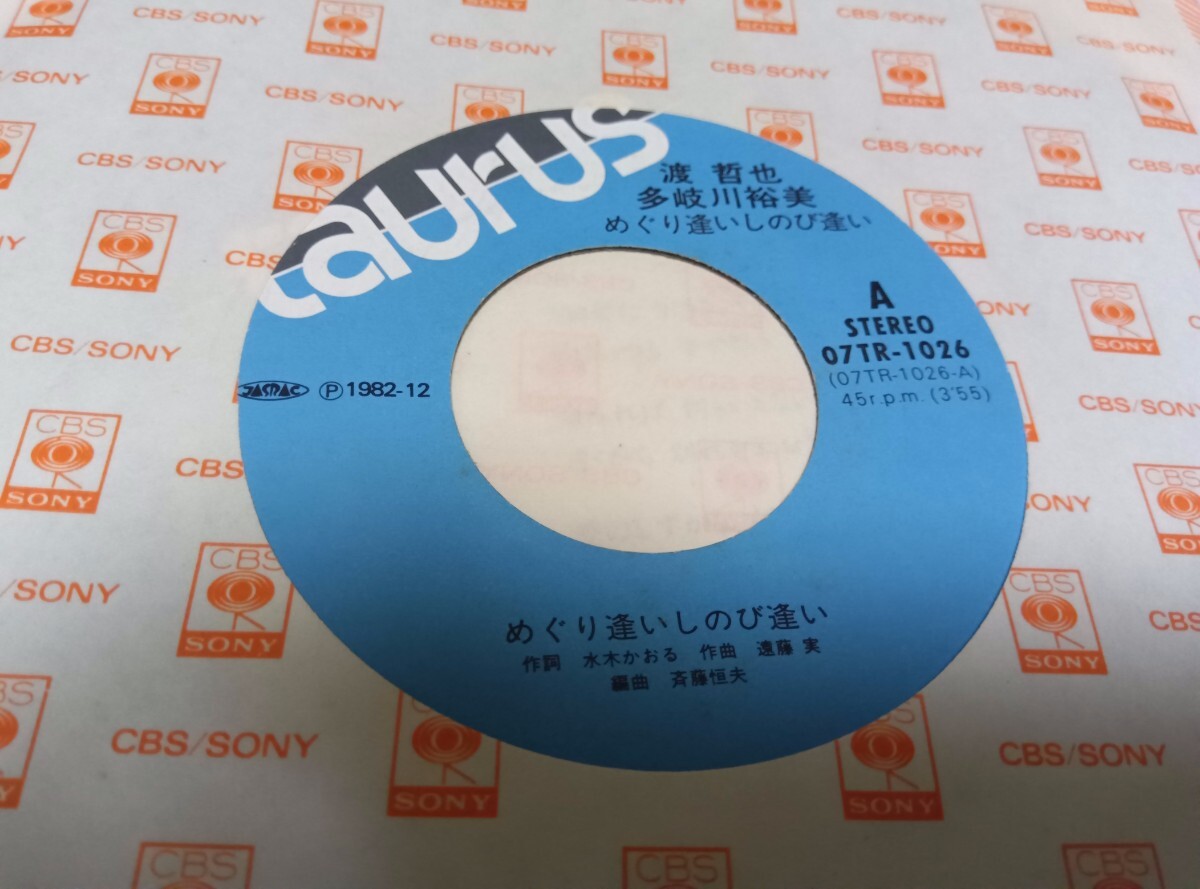 taurus
渡 哲也
多岐川裕美
めぐり逢いしのび逢い
A
STEREO
07TR-1026
(07TR-1026-A)
45r.p.m. (3'55)
JASRAC Ⓟ1982-12
めぐり逢いしのび逢い
作詞 水木かおる 作曲 遠藤 実
編曲 斉藤恒夫
CBS/SONY
CBS
SONY